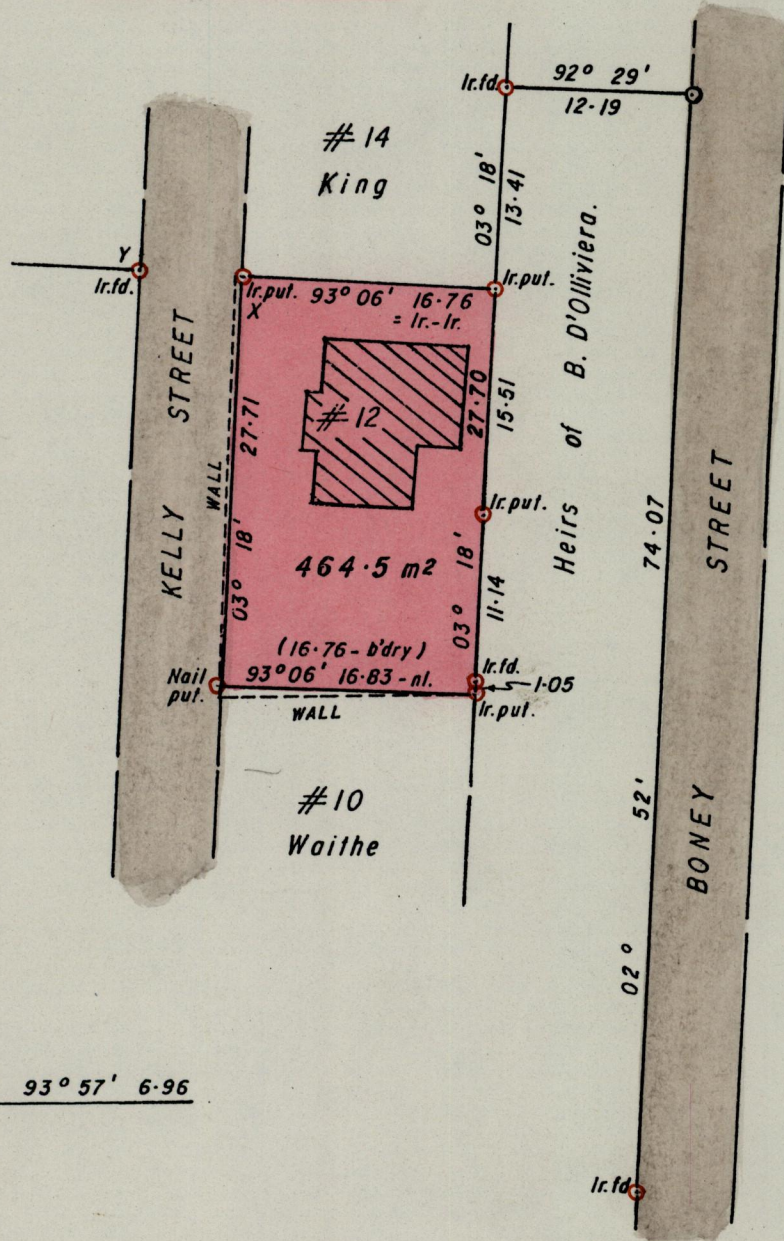 92° 29'
Ir.fd.
12·19
# 14
King
03° 18'
13·41
Y
Ir.fd.
Ir.put.
X
93° 06' 16·76
= Ir.-Ir.
Ir.put.
Heirs of B. D'Olliviera.
KELLY STREET
WALL
27·71
03° 18'
# 12
27·70
15·51
Ir.put.
464·5 m2
03° 18'
11·14
(16·76 - b'dry)
93° 06' 16·83 - nl.
Nail
put.
WALL
Ir.fd.
1·05
Ir.put.
# 10
Waithe
02° 52'
74·07
BONEY STREET
93° 57' 6·96
Ir.fd